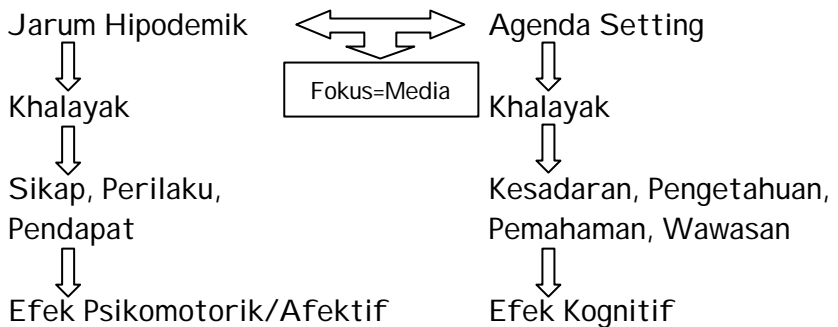 Jarum Hipodemik
Agenda Setting
Fokus=Media
Khalayak
Khalayak
Sikap, Perilaku,
Pendapat
Kesadaran, Pengetahuan,
Pemahaman, Wawasan
Efek Psikomotorik/Afektif
Efek Kognitif